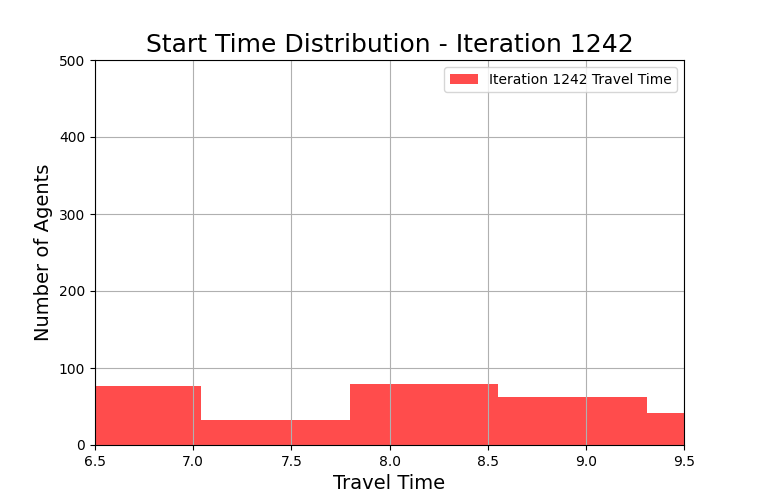 Start Time Distribution - Iteration 1242
500
400
300
200
100
0
Number of Agents
Iteration 1242 Travel Time
6.5 7.0 7.5 8.0 8.5 9.0 9.5
Travel Time